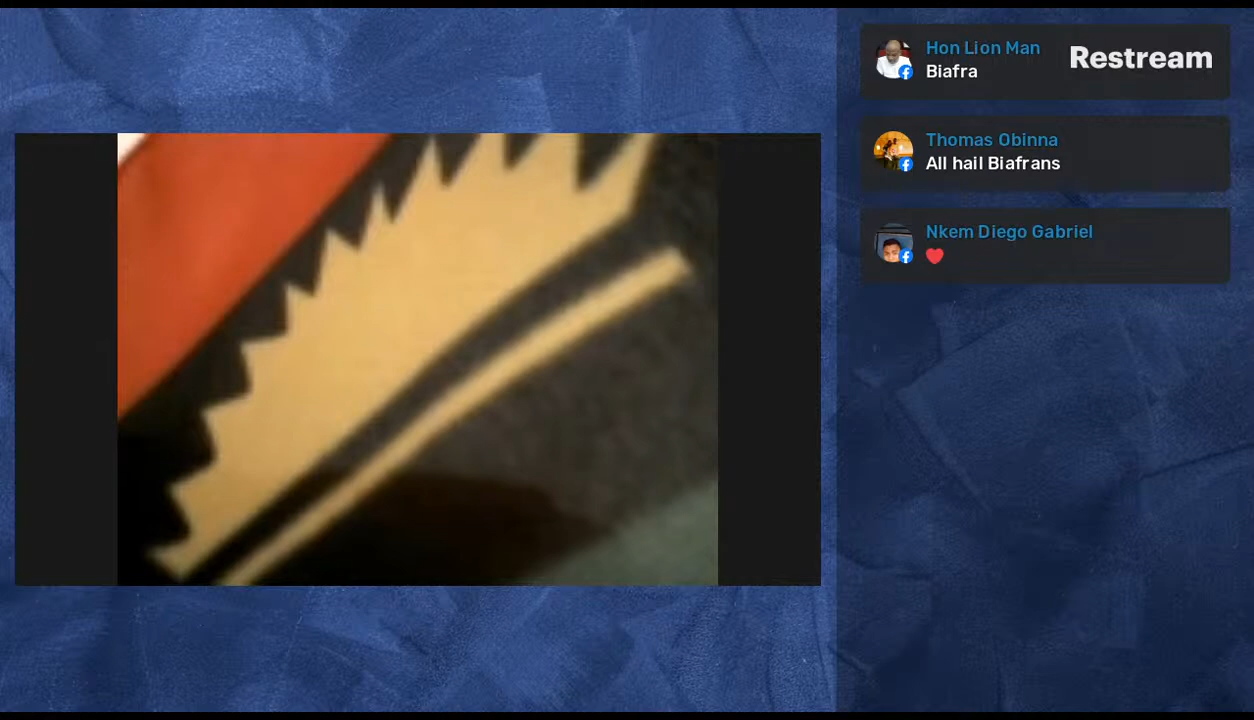 Hon Lion Man
Restream
Biafra
Thomas Obinna
All hail Biafrans
Nkem Diego Gabriel
❤️